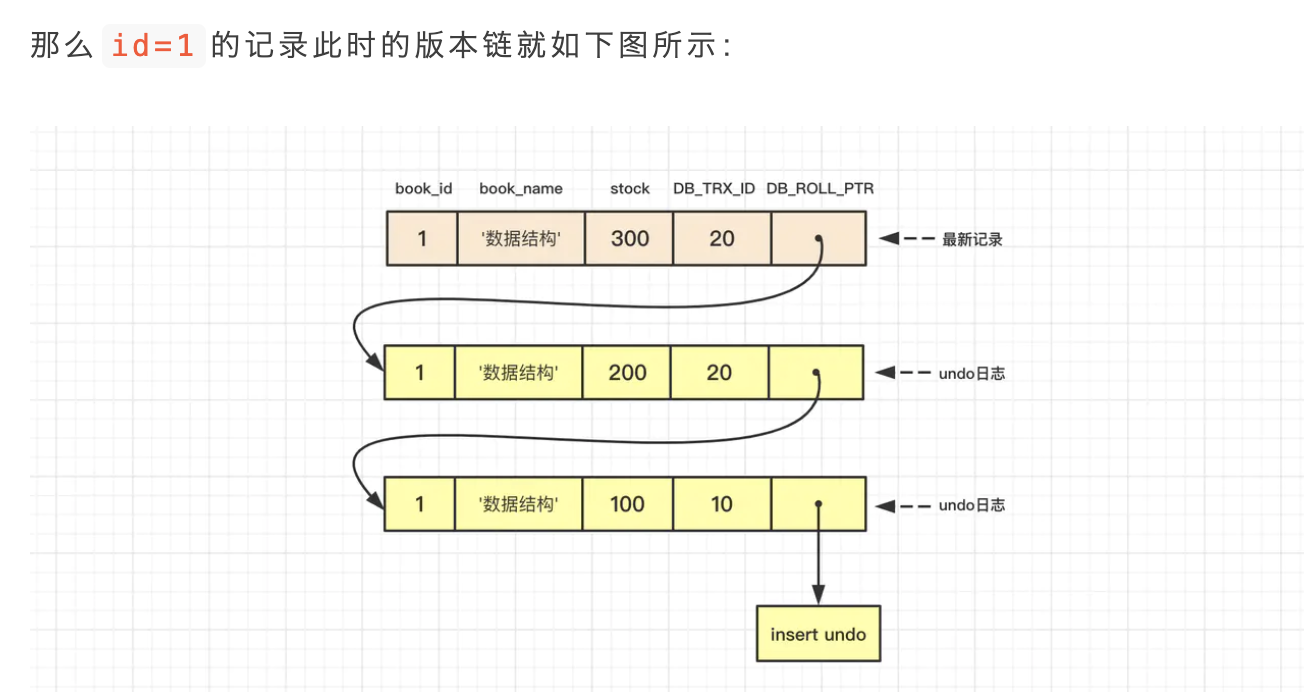 那么 id=1 的记录此时的版本链就如下图所示：
book_id book_name stock DB_TRX_ID DB_ROLL_PTR
1 '数据结构' 300 20 最新记录
1 '数据结构' 200 20 undo日志
1 '数据结构' 100 10 undo日志
insert undo